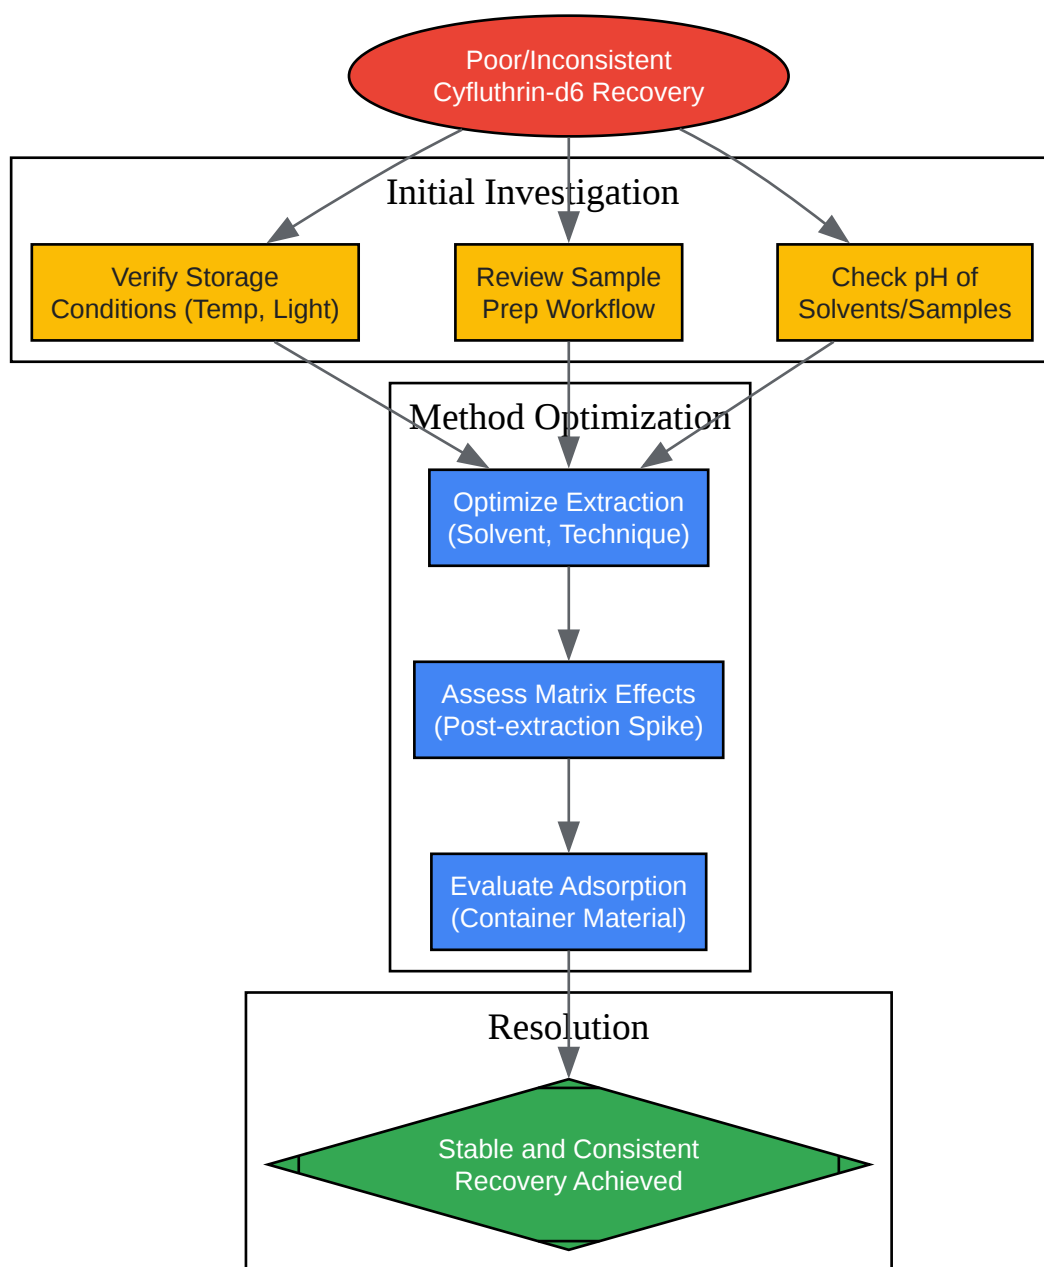 Poor/Inconsistent
Cyfluthrin-d6 Recovery
Initial Investigation
Verify Storage
Conditions (Temp, Light)
Review Sample
Prep Workflow
Check pH of
Solvents/Samples
Method Optimization
Optimize Extraction
(Solvent, Technique)
Assess Matrix Effects
(Post-extraction Spike)
Evaluate Adsorption
(Container Material)
Resolution
Stable and Consistent
Recovery Achieved